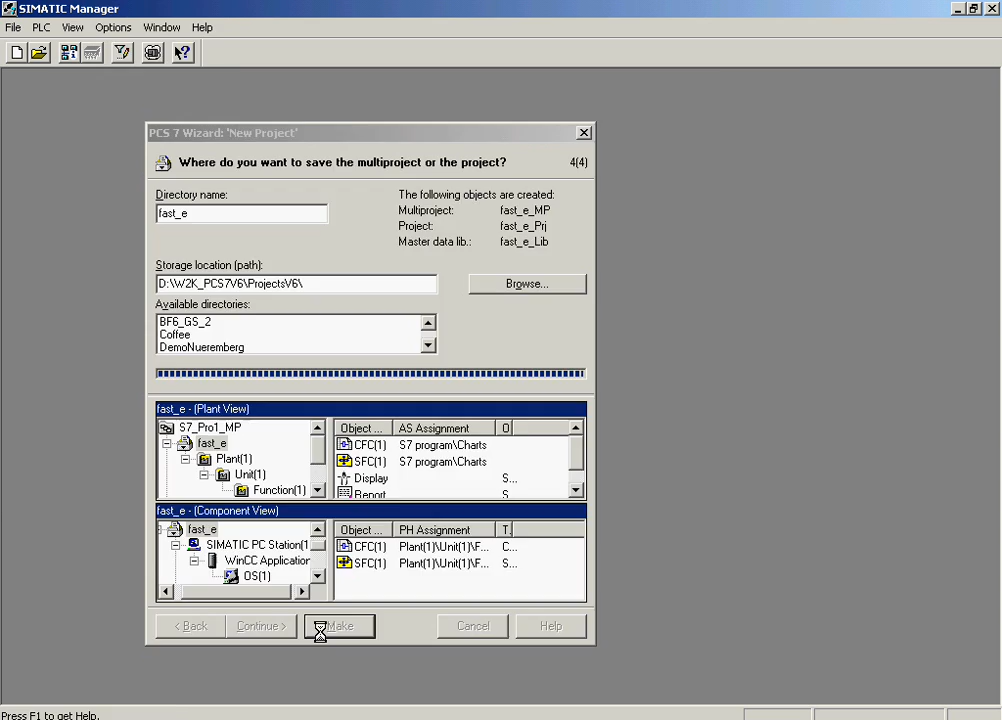 SIMATIC Manager
File PLC View Options Window Help
PCS 7 Wizard: 'New Project'
Where do you want to save the multiproject or the project? 4(4)
Directory name:
fast_e
The following objects are created:
Multiproject: fast_e_MP
Project: fast_e_Prj
Master data lib.: fast_e_Lib
Storage location (path):
D:\W2K_PCS7V6\ProjectsV6\
Browse...
Available directories:
BF6_GS_2
Coffee
DemoNueremberg
fast_e - (Plant View)
S7_Pro1_MP
fast_e
Plant(1)
Unit(1)
Function(1)
Object ... AS Assignment O
CFC(1) S7 program\Charts
SFC(1) S7 program\Charts
Display S...
Report S...
fast_e - (Component View)
fast_e
SIMATIC PC Station(1
WinCC Application
OS(1)
Object ... PH Assignment T.
CFC(1) Plant(1)\Unit(1)\F... C...
SFC(1) Plant(1)\Unit(1)\F... S...
< Back Continue > Make Cancel Help
Press F1 to get Help.